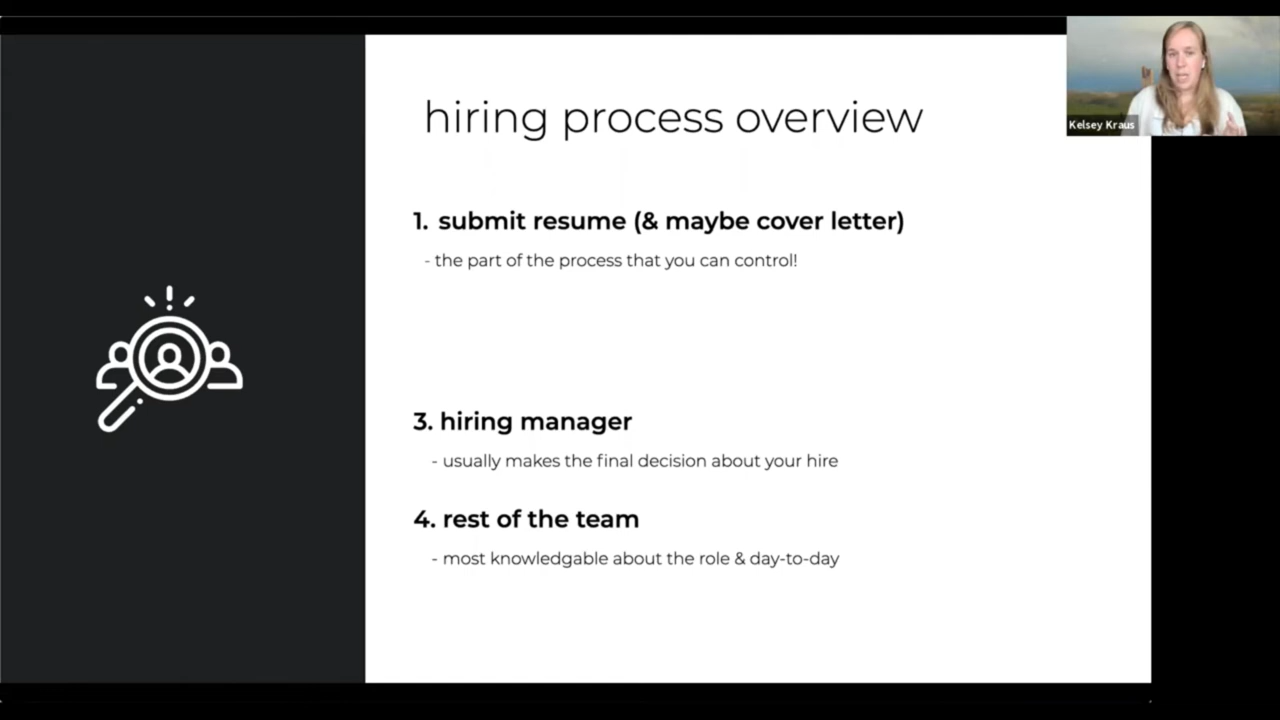 hiring process overview
Kelsey Kraus
1. submit resume (& maybe cover letter)
- the part of the process that you can control!
3. hiring manager
- usually makes the final decision about your hire
4. rest of the team
- most knowledgable about the role & day-to-day